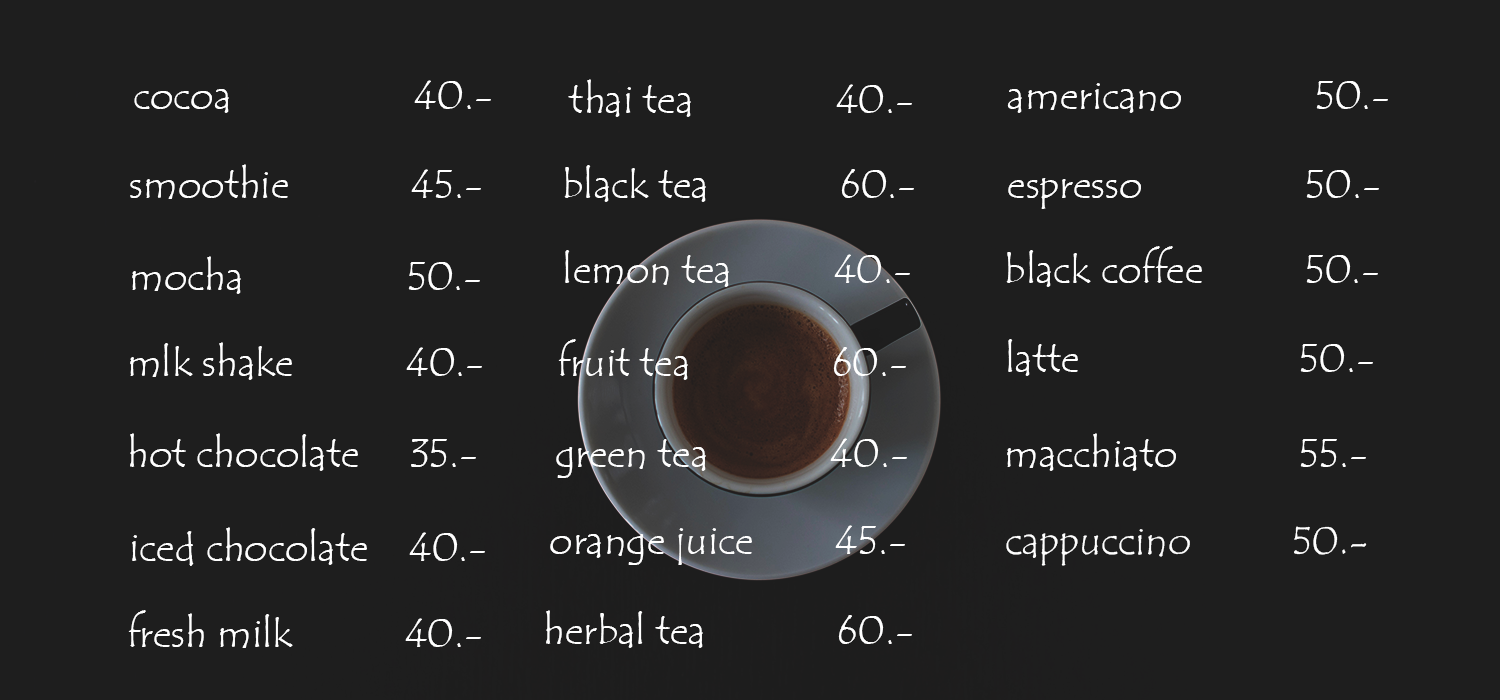 cocoa 40.-
smoothie 45.-
mocha 50.-
mlk shake 40.-
hot chocolate 35.-
iced chocolate 40.-
fresh milk 40.-
thai tea 40.-
black tea 60.-
lemon tea 40.-
fruit tea 60.-
green tea 40.-
orange juice 45.-
herbal tea 60.-
americano 50.-
espresso 50.-
black coffee 50.-
latte 50.-
macchiato 55.-
cappuccino 50.-